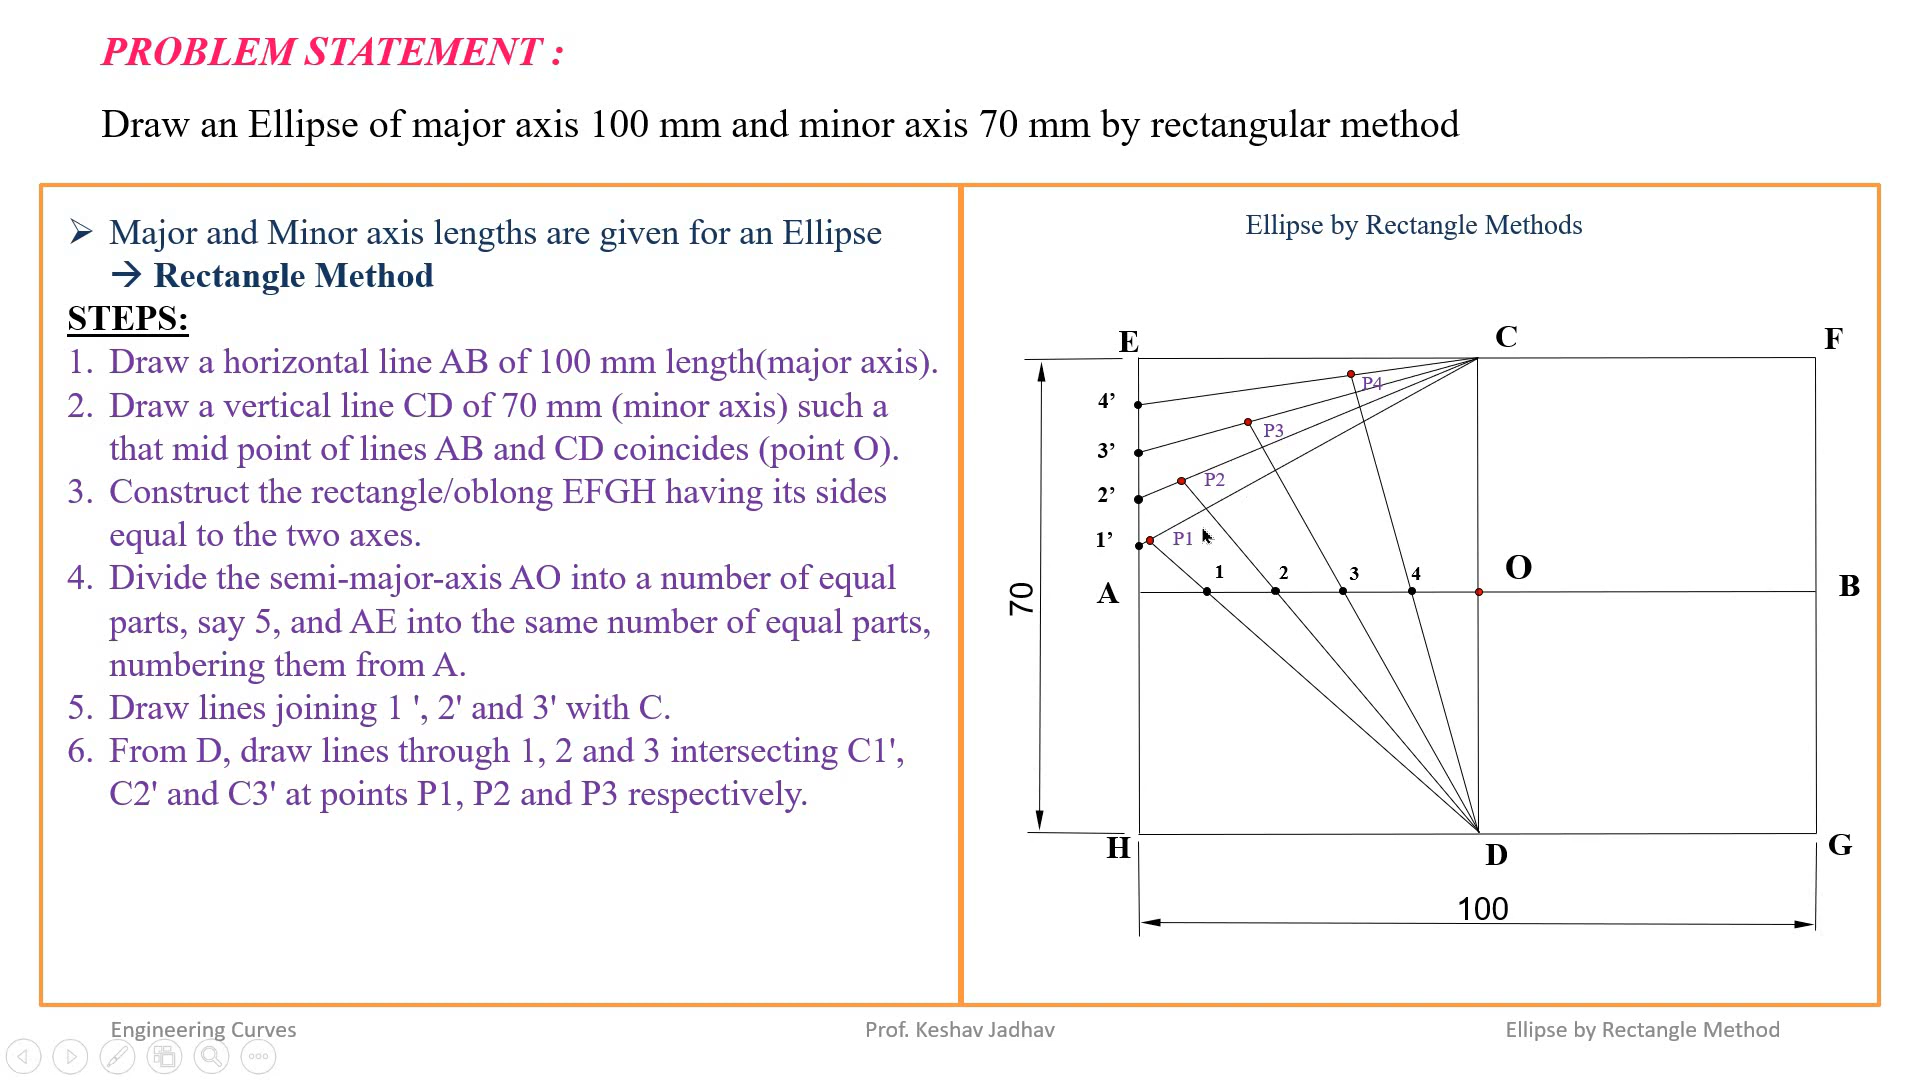 PROBLEM STATEMENT :
Draw an Ellipse of major axis 100 mm and minor axis 70 mm by rectangular method
➢ Major and Minor axis lengths are given for an Ellipse
→ Rectangle Method
STEPS:
1. Draw a horizontal line AB of 100 mm length(major axis).
2. Draw a vertical line CD of 70 mm (minor axis) such a
that mid point of lines AB and CD coincides (point O).
3. Construct the rectangle/oblong EFGH having its sides
equal to the two axes.
4. Divide the semi-major-axis AO into a number of equal
parts, say 5, and AE into the same number of equal parts,
numbering them from A.
5. Draw lines joining 1 ', 2' and 3' with C.
6. From D, draw lines through 1, 2 and 3 intersecting C1',
C2' and C3' at points P1, P2 and P3 respectively.
Ellipse by Rectangle Methods
E
C
F
4’
P4
3’
P3
2’
P2
1’
P1
1
2
3
4
O
A
B
70
H
D
G
100
Engineering Curves
Prof. Keshav Jadhav
Ellipse by Rectangle Method